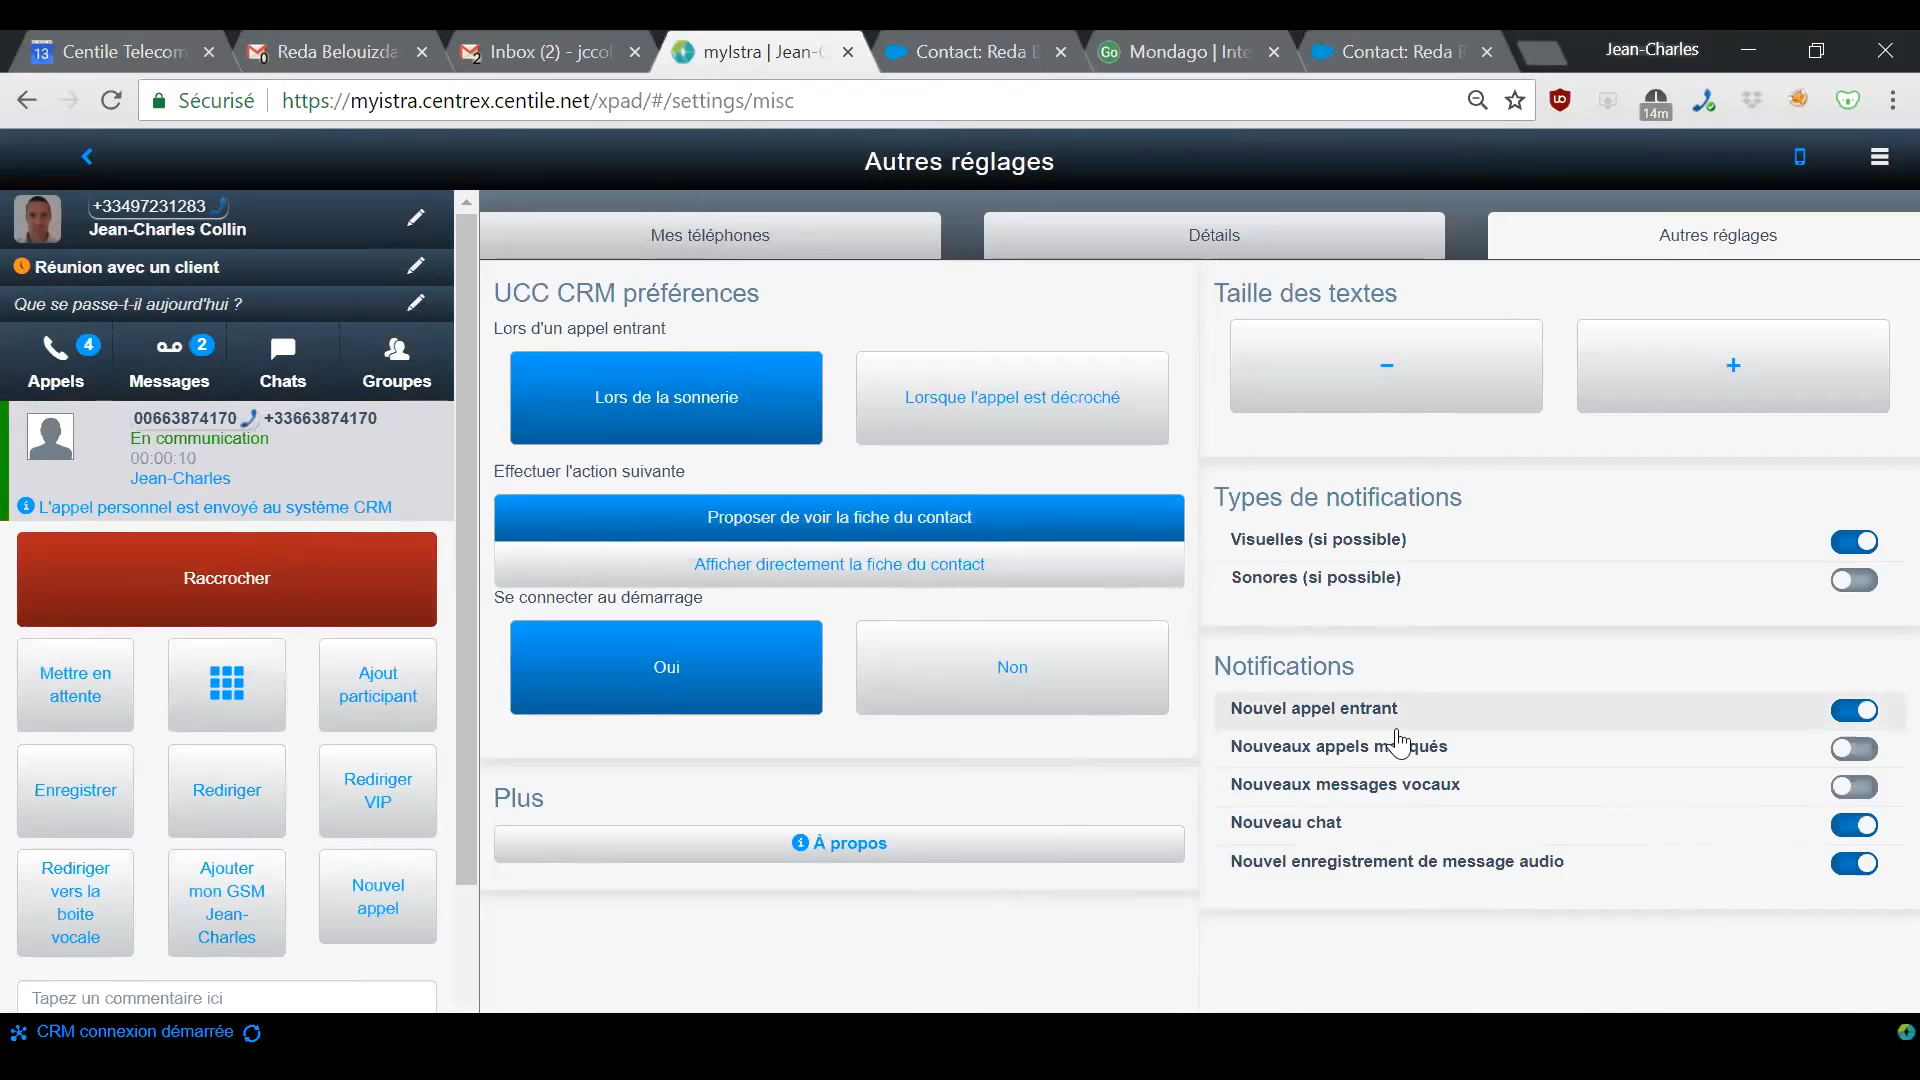 13 Centile Telecom
Reda Belouizda
Inbox (2) - jccol
myIstra | Jean-C
Contact: Reda B
Go Mondago | Inte
Contact: Reda B
Jean-Charles
Sécurisé
https://myistra.centrex.centile.net/xpad/#/settings/misc
14m
Autres réglages
+33497231283
Jean-Charles Collin
Réunion avec un client
Que se passe-t-il aujourd'hui ?
4
2
Appels
Messages
Chats
Groupes
00663874170 +33663874170
En communication
00:00:10
Jean-Charles
L'appel personnel est envoyé au système CRM
Raccrocher
Mettre en
attente
Ajout
participant
Enregistrer
Rediriger
Rediriger
VIP
Rediriger
vers la
boite
vocale
Ajouter
mon GSM
Jean-
Charles
Nouvel
appel
Tapez un commentaire ici
CRM connexion démarrée
Mes téléphones
Détails
Autres réglages
UCC CRM préférences
Lors d'un appel entrant
Lors de la sonnerie
Lorsque l'appel est décroché
Effectuer l'action suivante
Proposer de voir la fiche du contact
Afficher directement la fiche du contact
Se connecter au démarrage
Oui
Non
Plus
À propos
Taille des textes
-
+
Types de notifications
Visuelles (si possible)
Sonores (si possible)
Notifications
Nouvel appel entrant
Nouveaux appels manqués
Nouveaux messages vocaux
Nouveau chat
Nouvel enregistrement de message audio